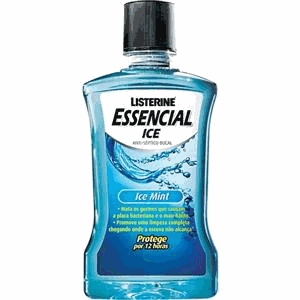 LISTERINE
ESSENCIAL
ICE
ANTI-SÉPTICO BUCAL
Ice Mint
• Mata os germes que causam
a placa bacteriana e o mau-hálito.
• Promove uma limpeza completa
chegando onde a escova não alcança
Protege
por 12 horas